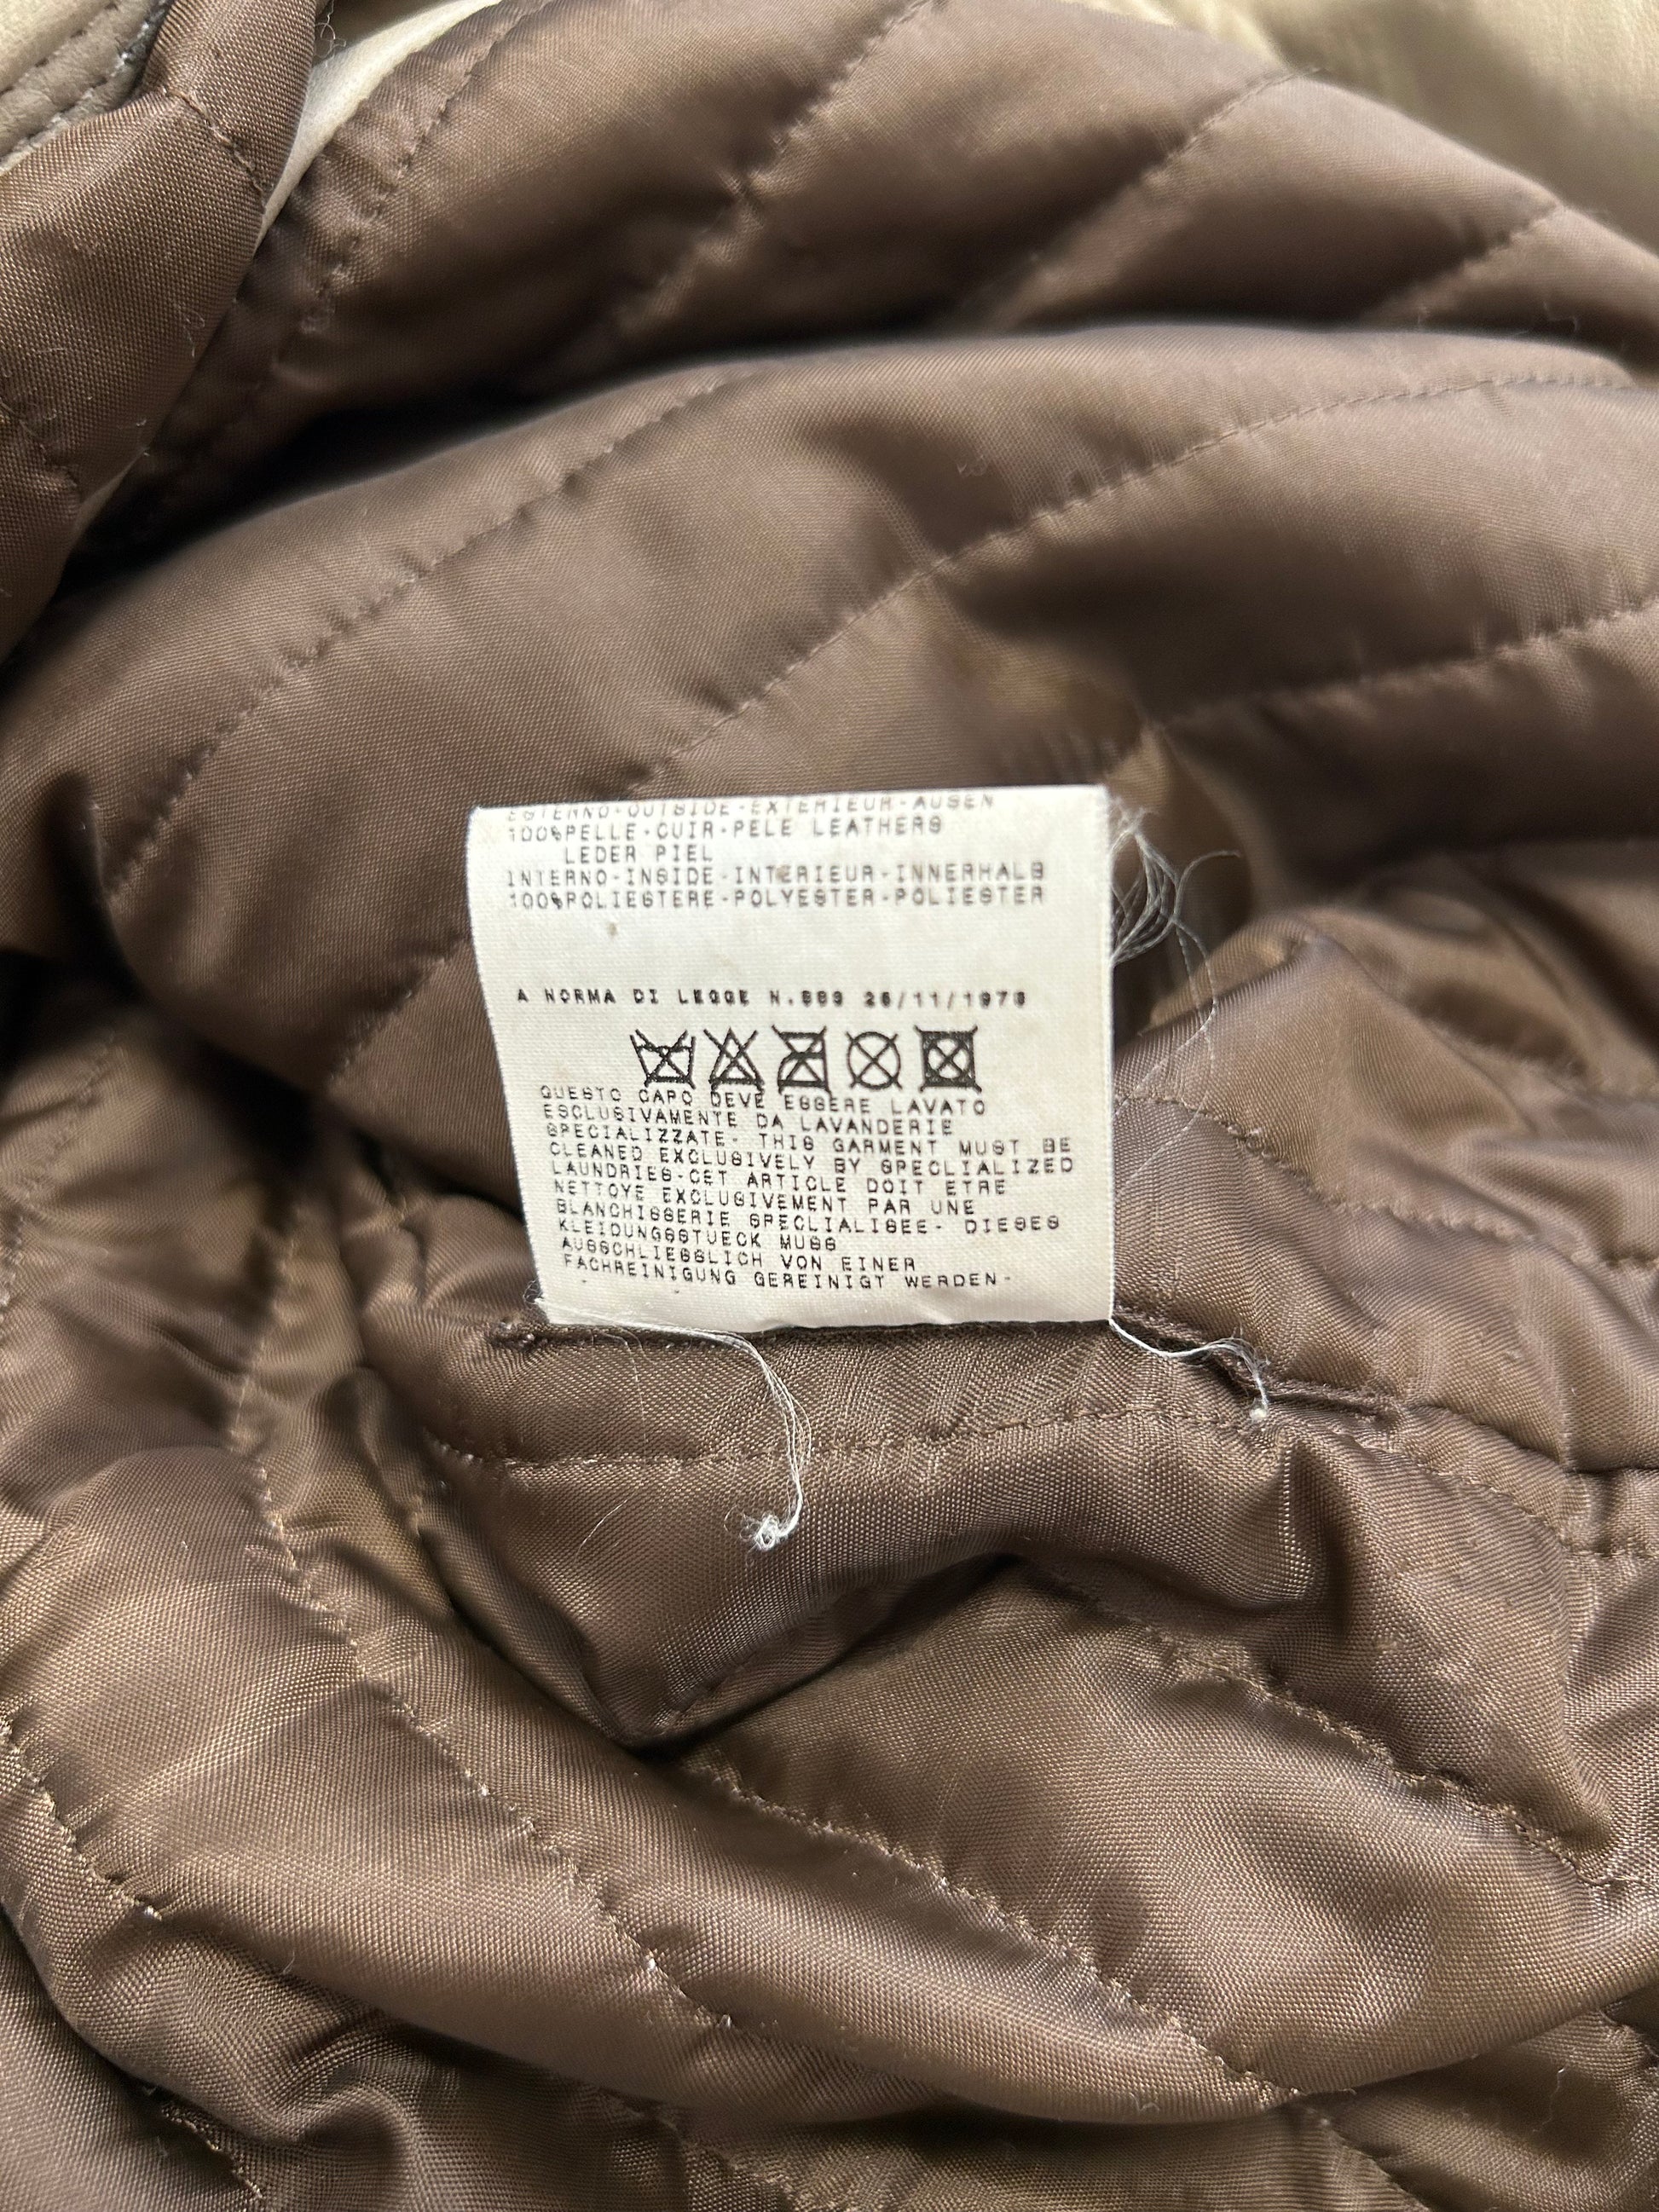 ESTERNO-OUTSIDE-EXTERIEUR-AUSEN
100%PELLE-CUIR-PELE LEATHERS
LEDER PIEL
INTERNO-INSIDE-INTERIEUR-INNERHALB
100%POLIESTERE-POLYESTER-POLIESTER
A NORMA DI LEGGE N.883 26/11/1973
QUESTO CAPO DEVE ESSERE LAVATO
ESCLUSIVAMENTE DA LAVANDERIE
SPECIALIZZATE- THIS GARMENT MUST BE
CLEANED EXCLUSIVELY BY SPECLIALIZED
LAUNDRIES-CET ARTICLE DOIT ETRE
NETTOYE EXCLUSIVEMENT PAR UNE
BLANCHISSERIE SPECLIALISEE- DIESES
KLEIDUNGSSTUECK MUSS
AUSSCHLIESSLICH VON EINER
FACHREINIGUNG GEREINIGT WERDEN-